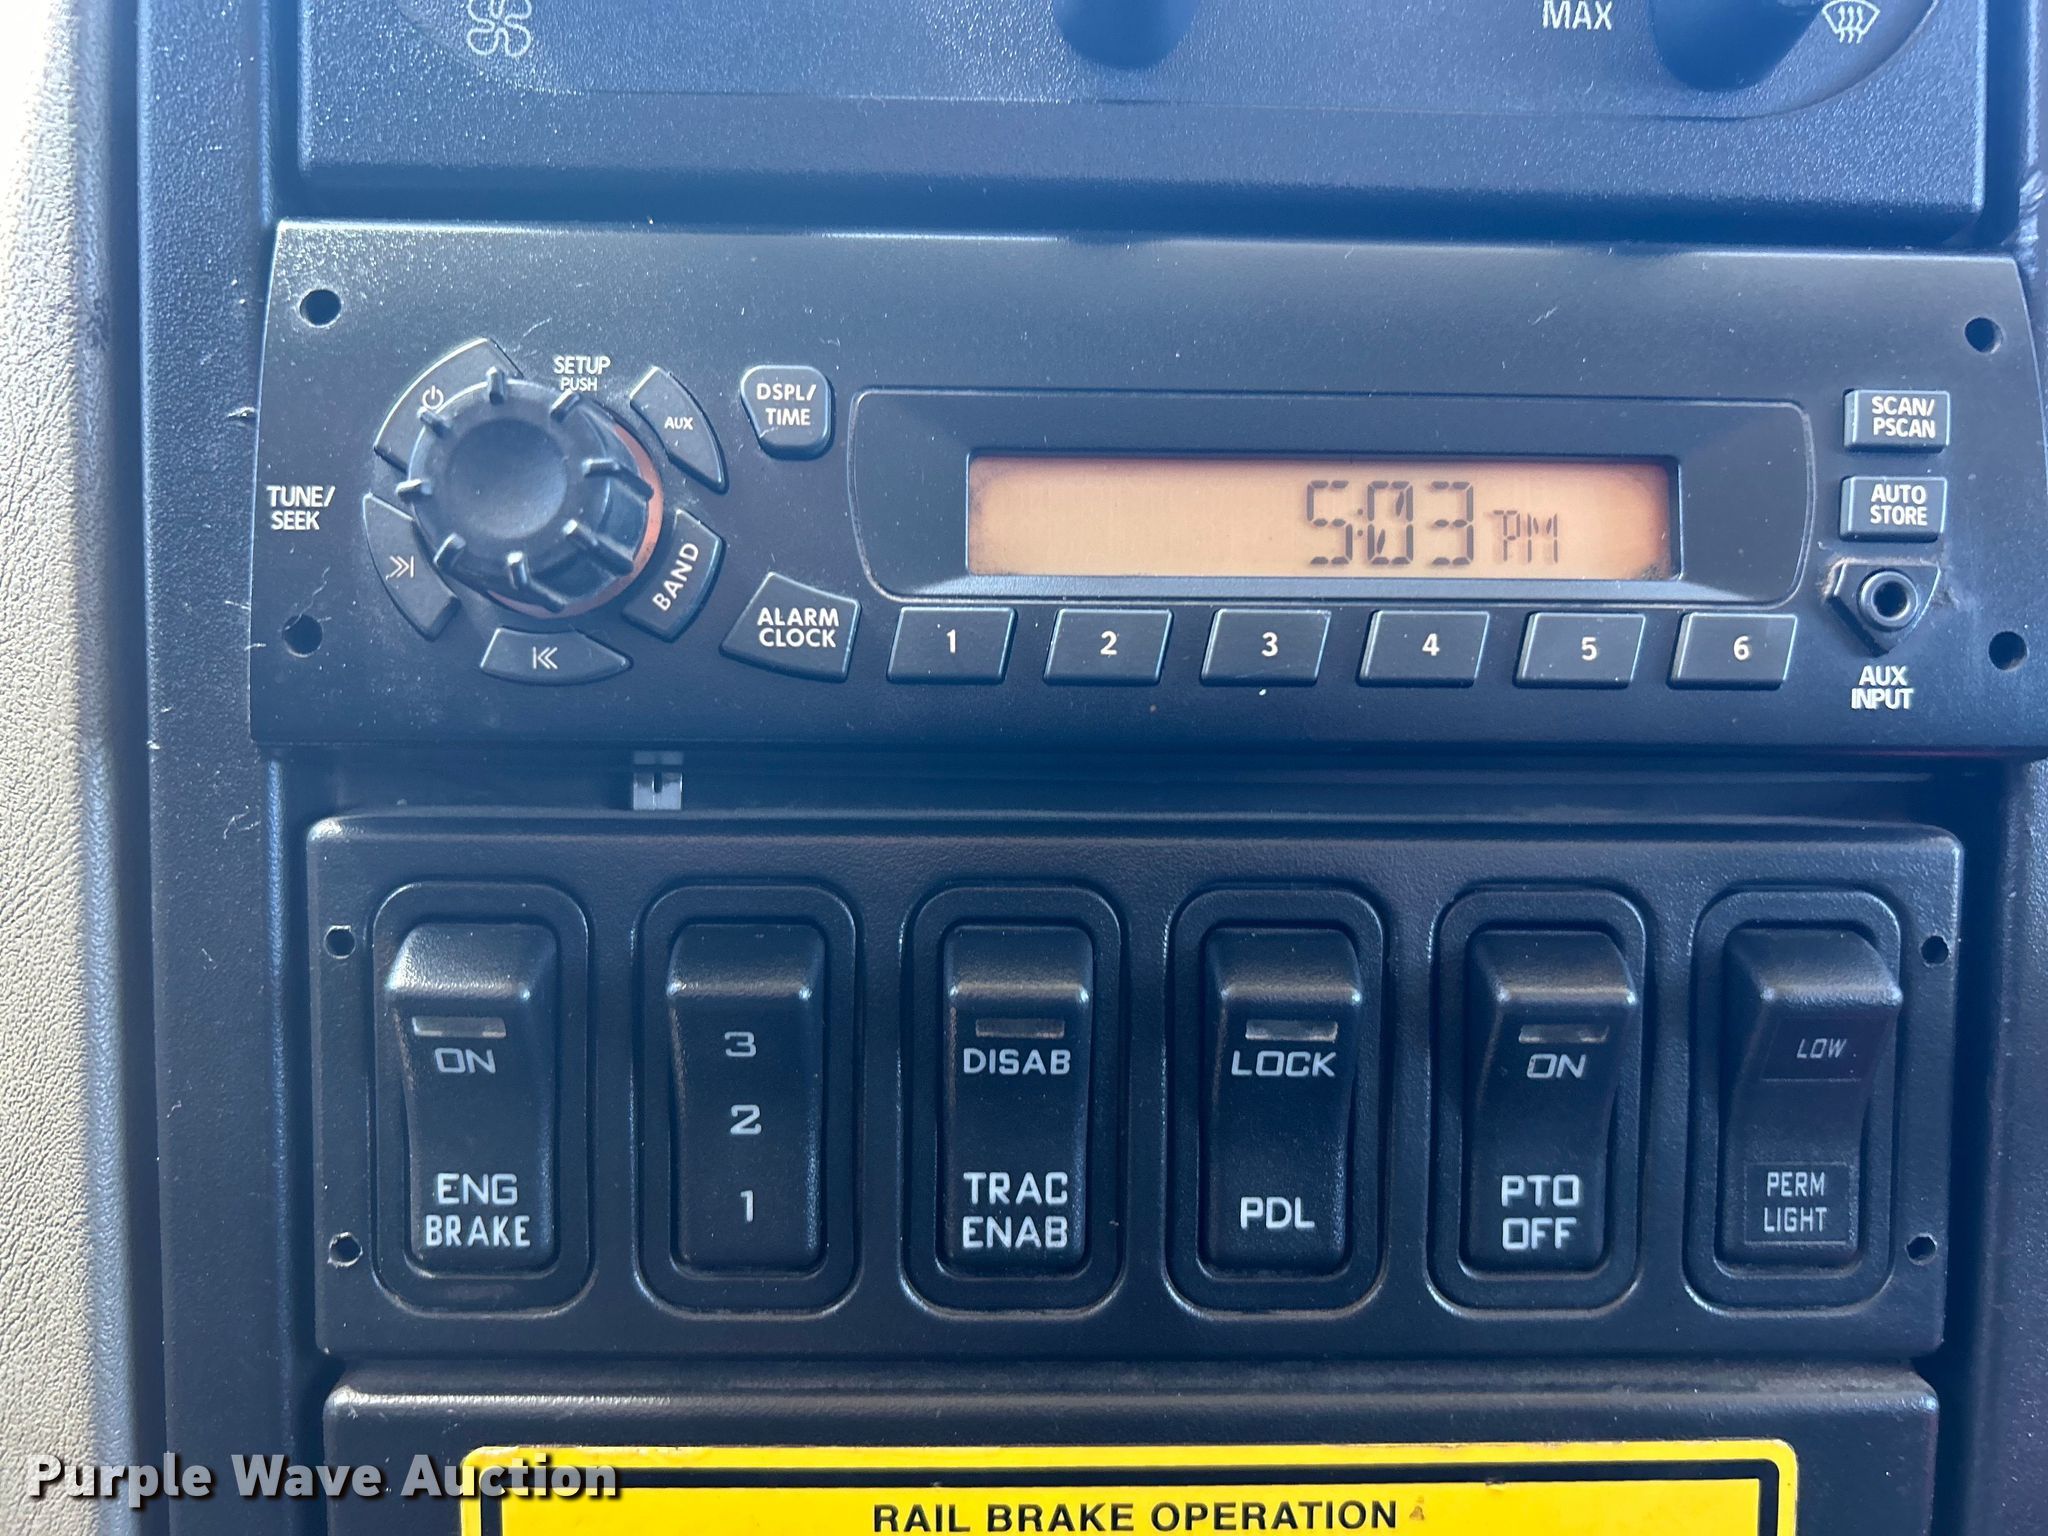 MAX
SETUP
PUSH
AUX
DSPL/
TIME
TUNE/
SEEK
BAND
ALARM
CLOCK
5:03 PM
1 2 3 4 5 6
SCAN/
PSCAN
AUTO
STORE
AUX
INPUT
ON
ENG
BRAKE
3
2
1
DISAB
TRAC
ENAB
LOCK
PDL
ON
PTO
OFF
LOW
PERM
LIGHT
RAIL BRAKE OPERATION
Purple Wave Auction